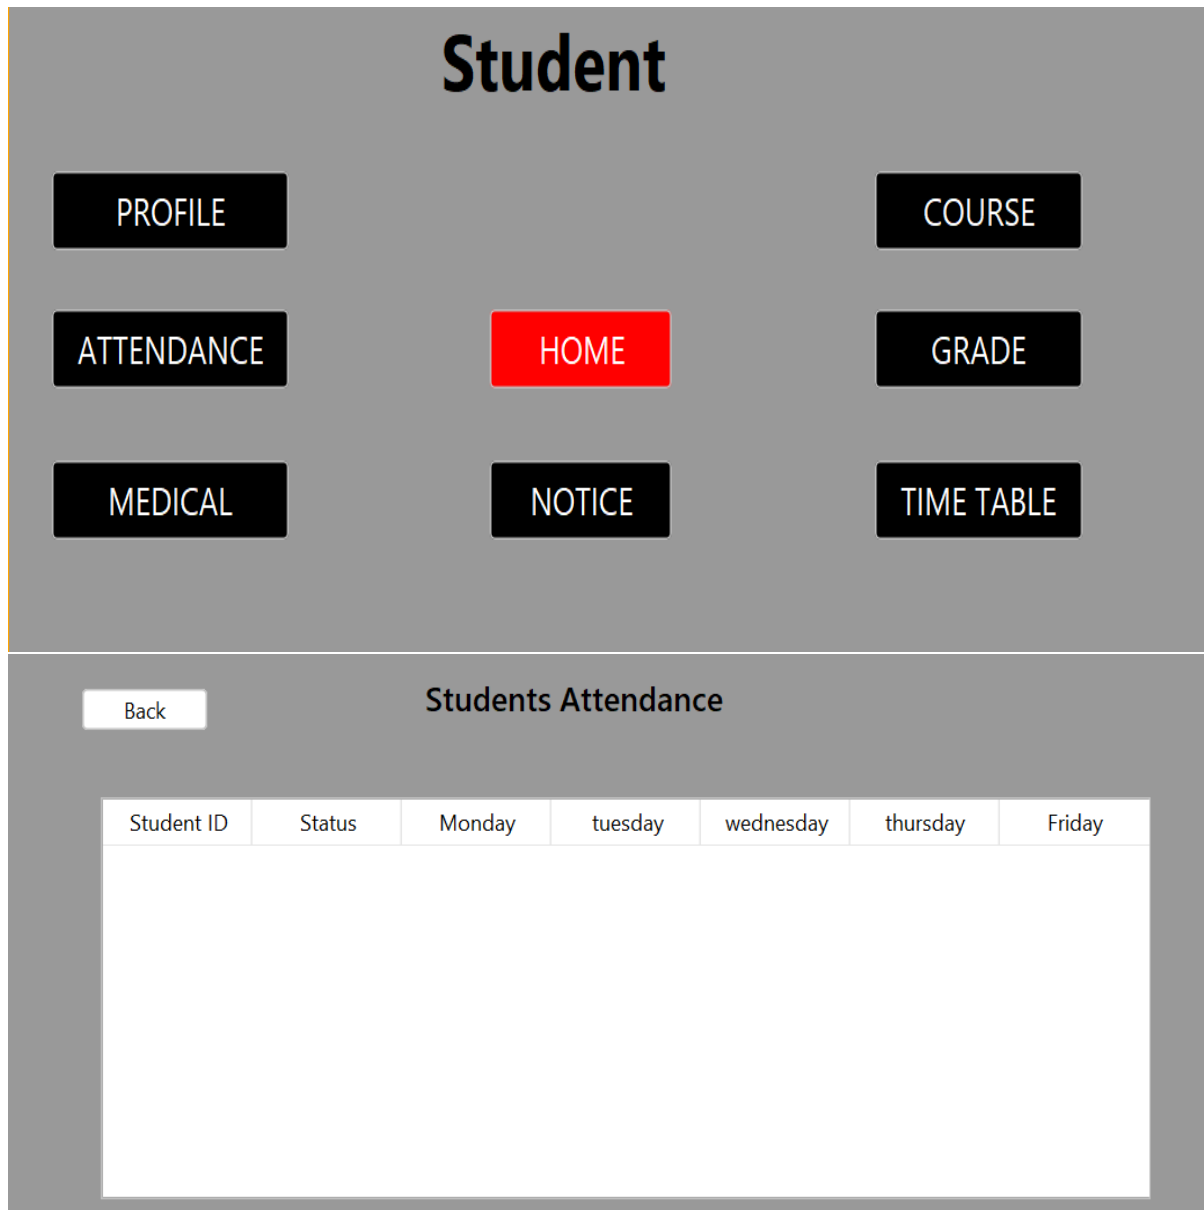 Student
PROFILE COURSE
ATTENDANCE HOME GRADE
MEDICAL NOTICE TIME TABLE
Back Students Attendance
Student ID Status Monday tuesday wednesday thursday Friday